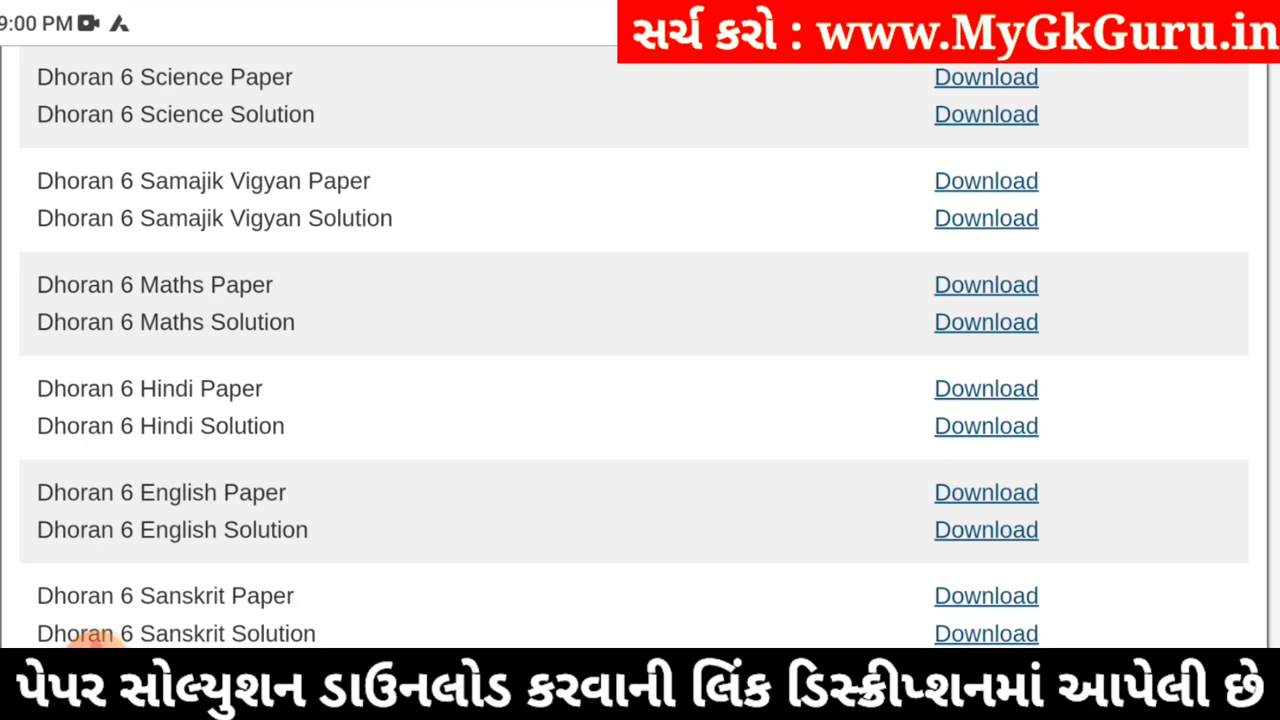 9:00 PM
સર્ચ કરો : www.MyGkGuru.in
Dhoran 6 Science Paper Download
Dhoran 6 Science Solution Download
Dhoran 6 Samajik Vigyan Paper Download
Dhoran 6 Samajik Vigyan Solution Download
Dhoran 6 Maths Paper Download
Dhoran 6 Maths Solution Download
Dhoran 6 Hindi Paper Download
Dhoran 6 Hindi Solution Download
Dhoran 6 English Paper Download
Dhoran 6 English Solution Download
Dhoran 6 Sanskrit Paper Download
Dhoran 6 Sanskrit Solution Download
પેપર સોલ્યુશન ડાઉનલોડ કરવાની લિંક ડિસ્ક્રીપ્શનમાં આપેલી છે